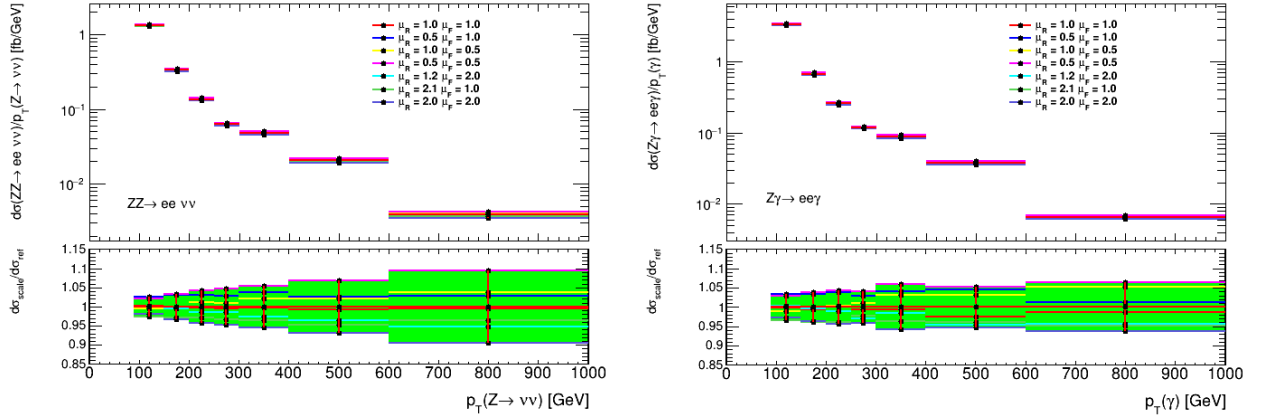 dσ(ZZ→ ee νν)/p_T(Z→ νν) [fb/GeV]
1
10⁻¹
10⁻²
μ_R = 1.0 μ_F = 1.0
μ_R = 0.5 μ_F = 1.0
μ_R = 1.0 μ_F = 0.5
μ_R = 0.5 μ_F = 0.5
μ_R = 1.2 μ_F = 2.0
μ_R = 2.1 μ_F = 1.0
μ_R = 2.0 μ_F = 2.0
ZZ→ ee νν
dσ_scale/dσ_ref
1.15
1.1
1.05
1
0.95
0.9
0.85
0 100 200 300 400 500 600 700 800 900 1000
p_T(Z→ νν) [GeV]
dσ(Zγ→ eeγ)/p_T(γ) [fb/GeV]
1
10⁻¹
10⁻²
μ_R = 1.0 μ_F = 1.0
μ_R = 0.5 μ_F = 1.0
μ_R = 1.0 μ_F = 0.5
μ_R = 0.5 μ_F = 0.5
μ_R = 1.2 μ_F = 2.0
μ_R = 2.1 μ_F = 1.0
μ_R = 2.0 μ_F = 2.0
Zγ→ eeγ
dσ_scale/dσ_ref
1.15
1.1
1.05
1
0.95
0.9
0.85
0 100 200 300 400 500 600 700 800 900 1000
p_T(γ) [GeV]